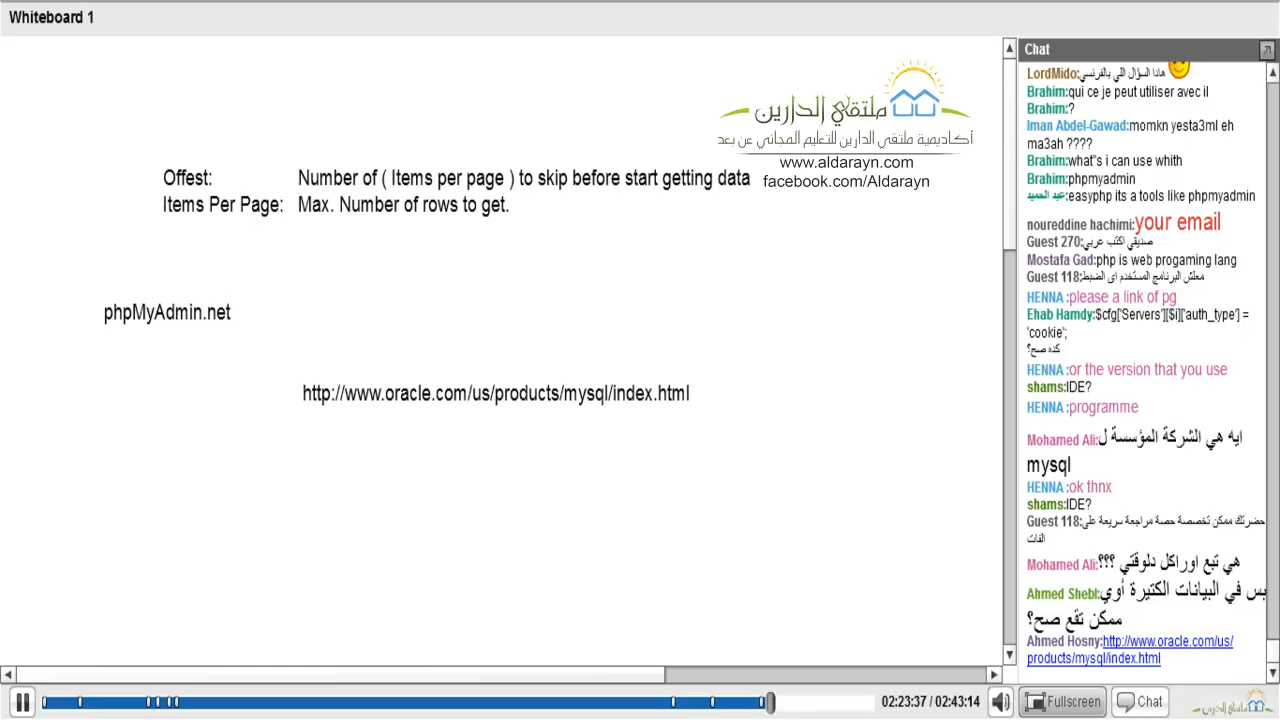 Whiteboard 1
ملتقى الدارين
أكاديمية ملتقي الدارين للتعليم المجاني عن بعد
www.aldarayn.com
facebook.com/Aldarayn
Offest: Number of ( Items per page ) to skip before start getting data
Items Per Page: Max. Number of rows to get.
phpMyAdmin.net
http://www.oracle.com/us/products/mysql/index.html
Chat
LordMido:هاذا السؤال اللي بالفرنسي
Brahim:qui ce je peut utiliser avec il
Brahim:?
Iman Abdel-Gawad:momkn yesta3ml eh
ma3ah ????
Brahim:what"s i can use whith
Brahim:phpmyadmin
عبد الحميد:easyphp its a tools like phpmyadmin
noureddine hachimi:your email
Guest 270:صديقي اكتب عربي
Mostafa Gad:php is web progaming lang
Guest 118:معلش البرنامج المستخدم اى الضبط
HENNA :please a link of pg
Ehab Hamdy:$cfg['Servers'][$i]['auth_type'] =
'cookie';
كده صح؟
HENNA :or the version that you use
shams:IDE?
HENNA :programme
Mohamed Ali:ايه هي الشركة المؤسسة ل
mysql
HENNA :ok thnx
shams:IDE?
Guest 118:حضرتك ممكن تخصصة حصة مراجعة سريعة على
الفات
Mohamed Ali:هي تبع اوراكل دلوقتي ؟؟؟
Ahmed Shebl:بس في البيانات الكتيرة أوي
ممكن تقع صح؟
Ahmed Hosny:http://www.oracle.com/us/
products/mysql/index.html
02:23:37 / 02:43:14
Fullscreen
Chat
ملتقى الدارين